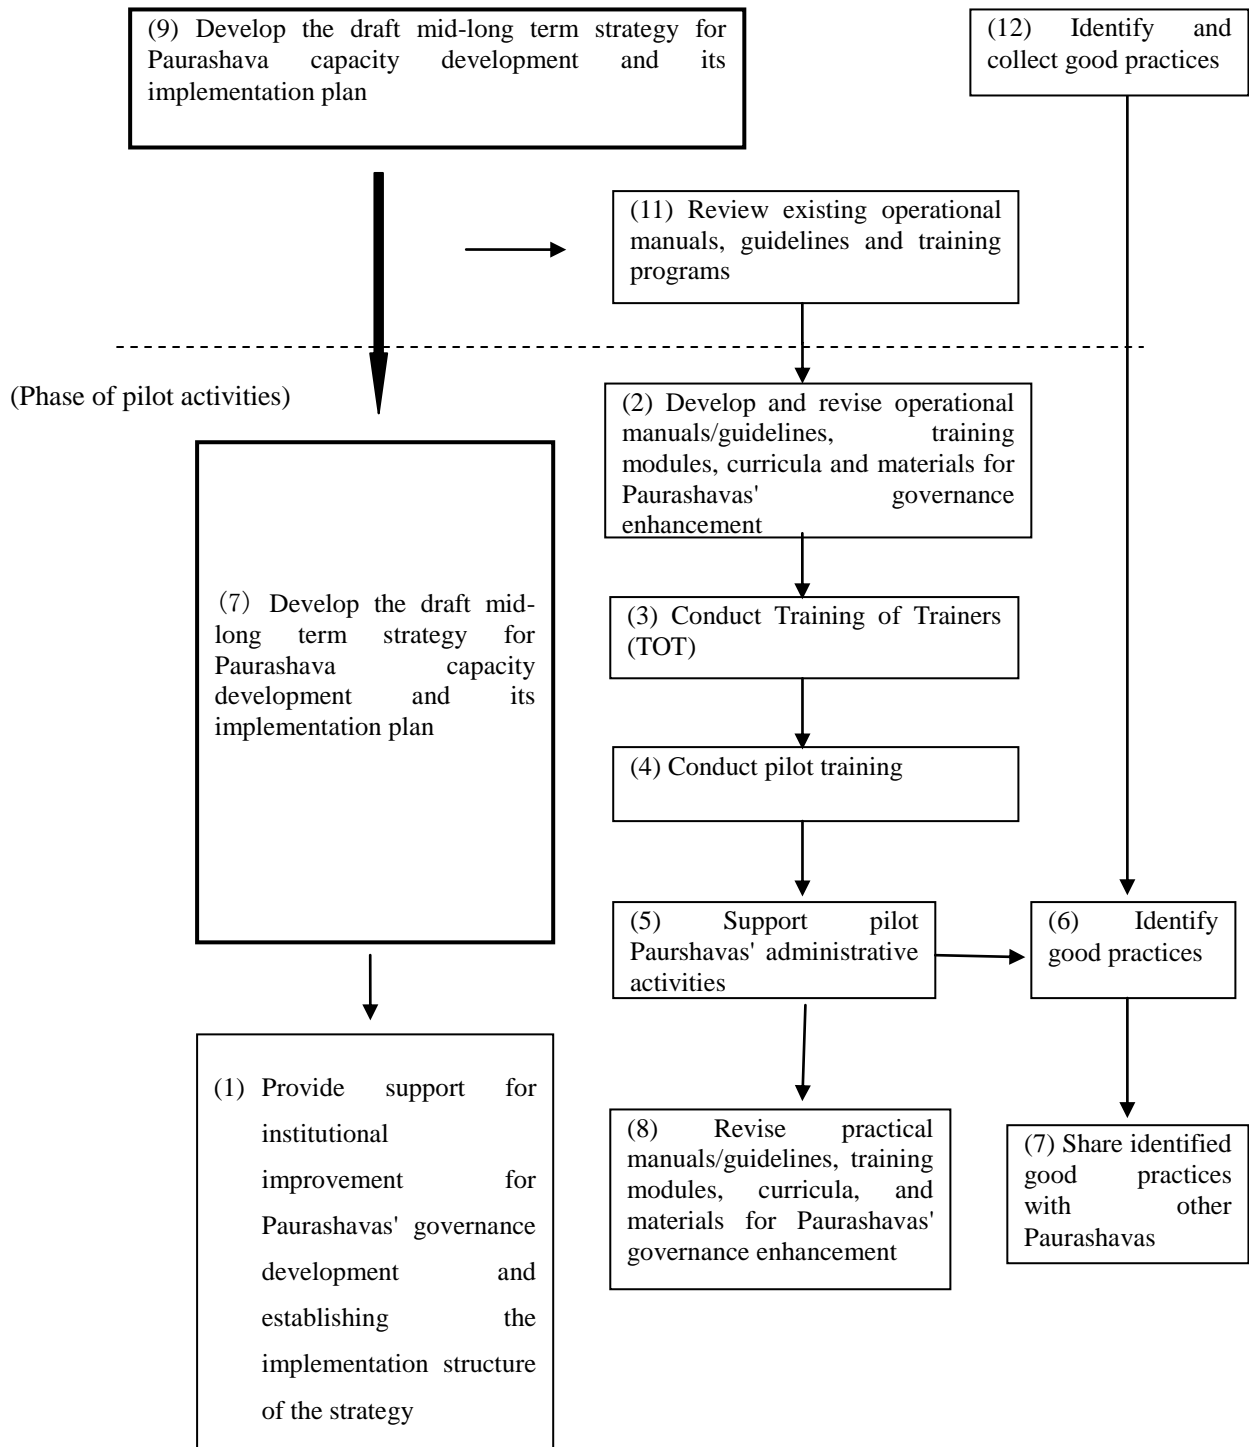 (9) Develop the draft mid-long term strategy for
Paurashava capacity development and its
implementation plan
(12) Identify and
collect good practices
(11) Review existing operational
manuals, guidelines and training
programs
(Phase of pilot activities)
(2) Develop and revise operational
manuals/guidelines, training
modules, curricula and materials for
Paurashavas' governance
enhancement
(7) Develop the draft mid-
long term strategy for
Paurashava capacity
development and its
implementation plan
(3) Conduct Training of Trainers
(TOT)
(4) Conduct pilot training
(5) Support pilot
Paurshavas' administrative
activities
(6) Identify
good practices
(1) Provide support for
institutional
improvement for
Paurashavas' governance
development and
establishing the
implementation structure
of the strategy
(8) Revise practical
manuals/guidelines, training
modules, curricula, and
materials for Paurashavas'
governance enhancement
(7) Share identified
good practices
with other
Paurashavas